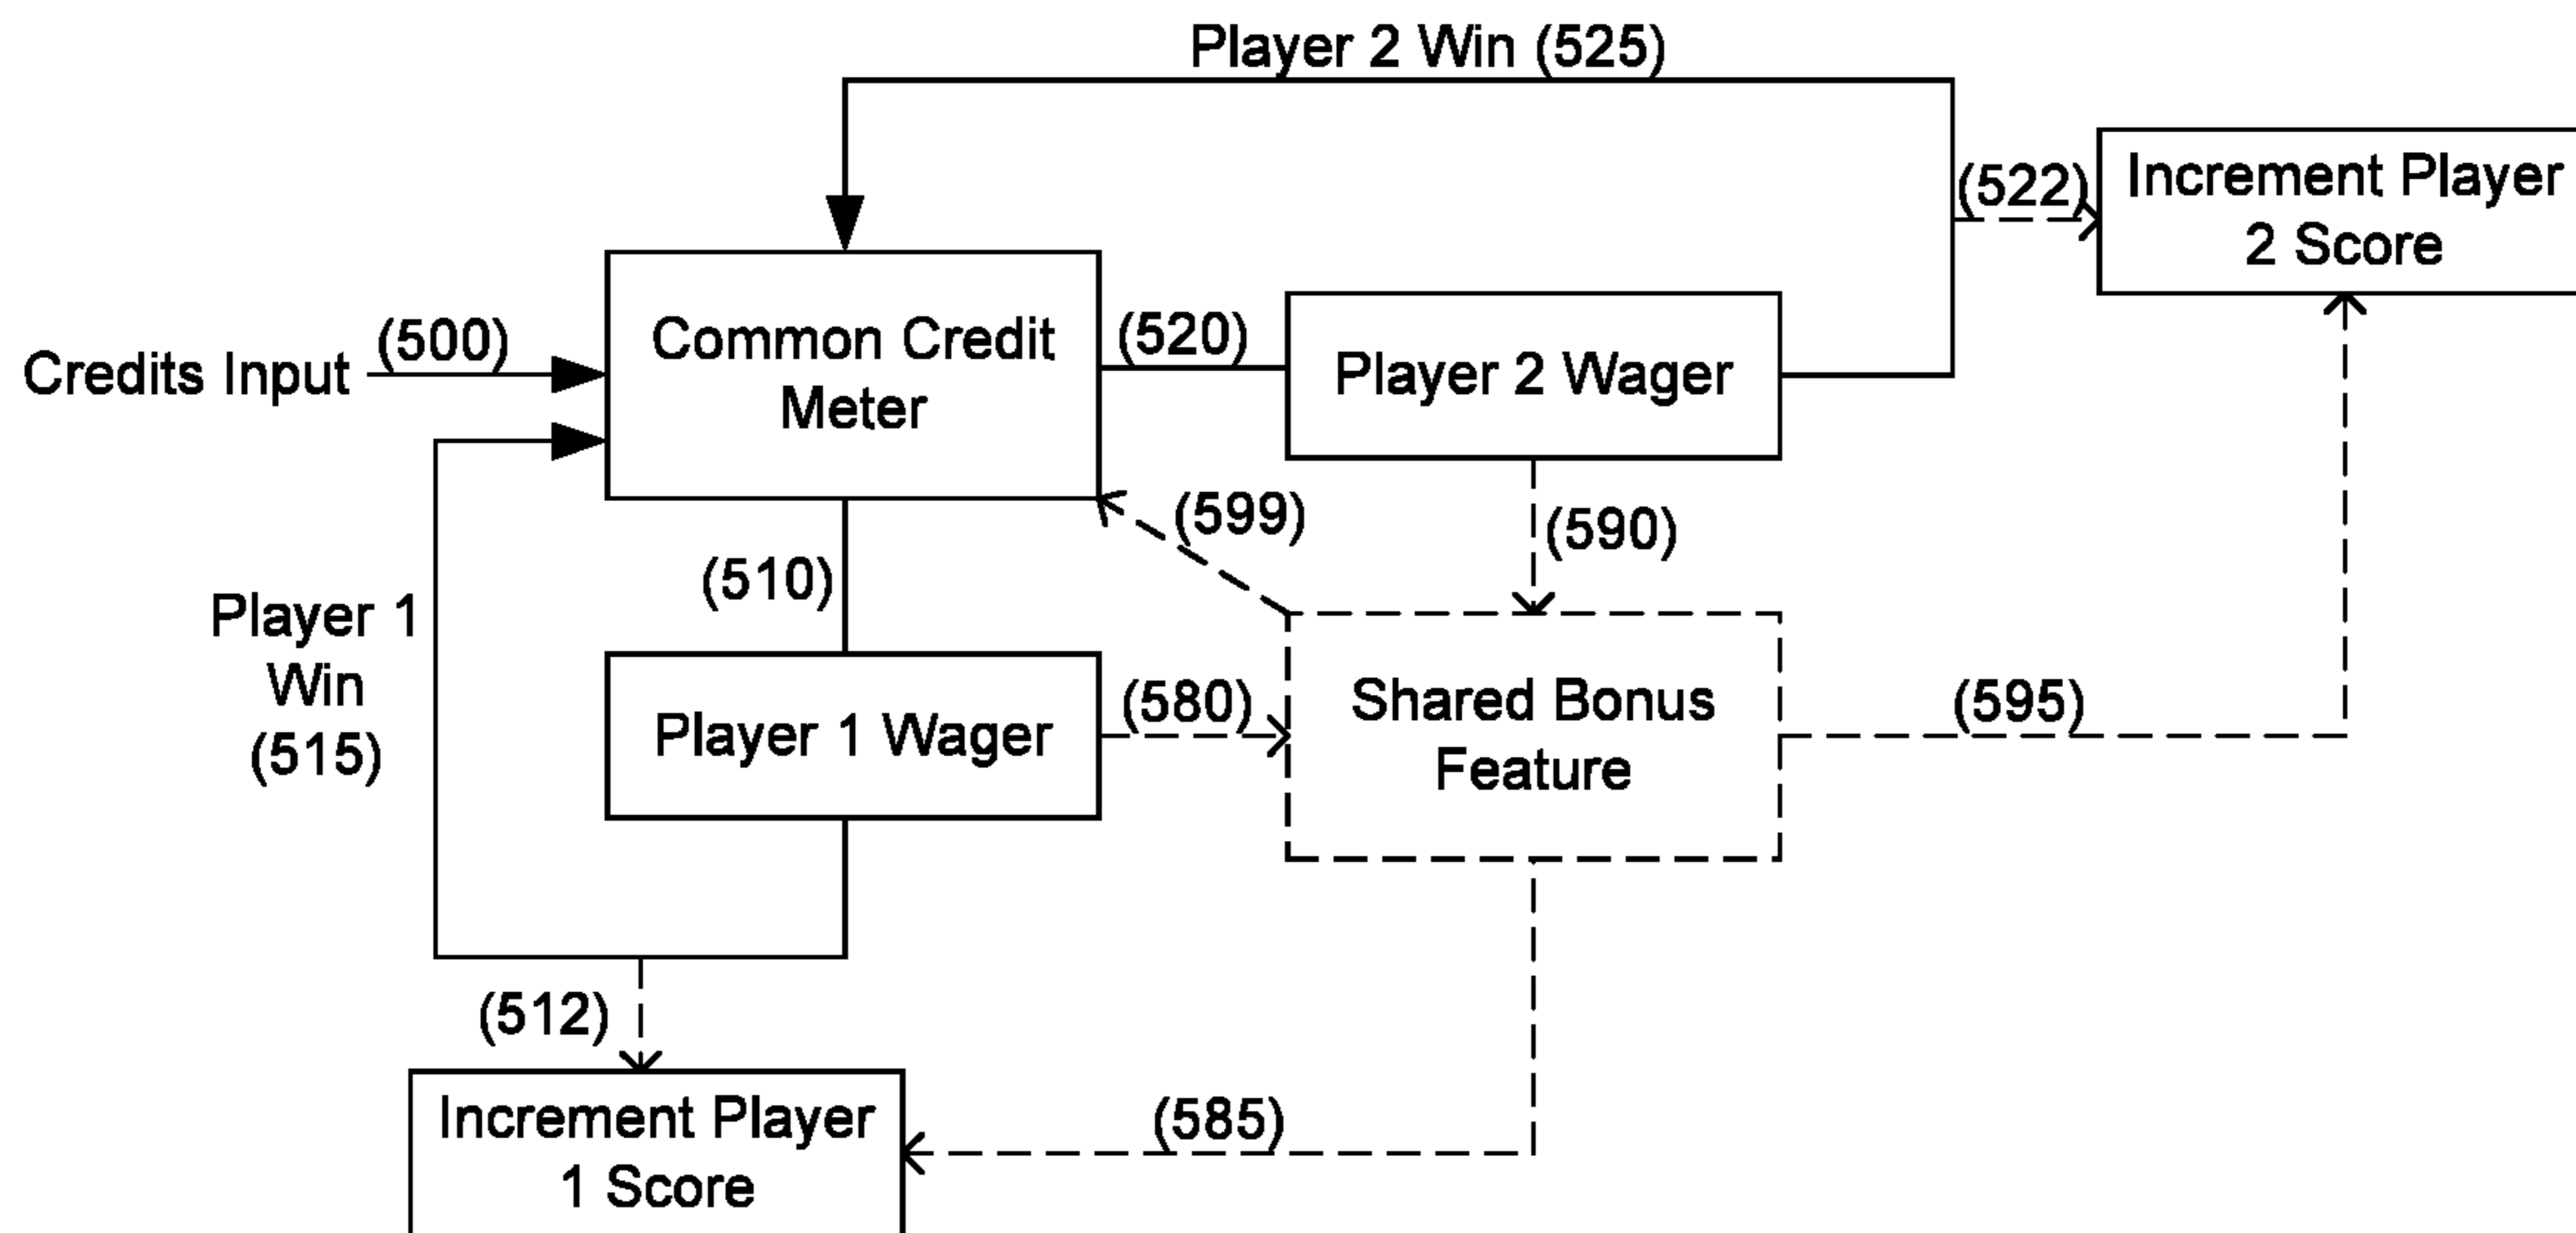 Player 2 Win (525)
(522)
Increment Player
2 Score
Credits Input
(500)
Common Credit
Meter
(520)
Player 2 Wager
(599)
(590)
(510)
Player 1
Win
(515)
Player 1 Wager
(580)
Shared Bonus
Feature
(595)
(512)
Increment Player
1 Score
(585)